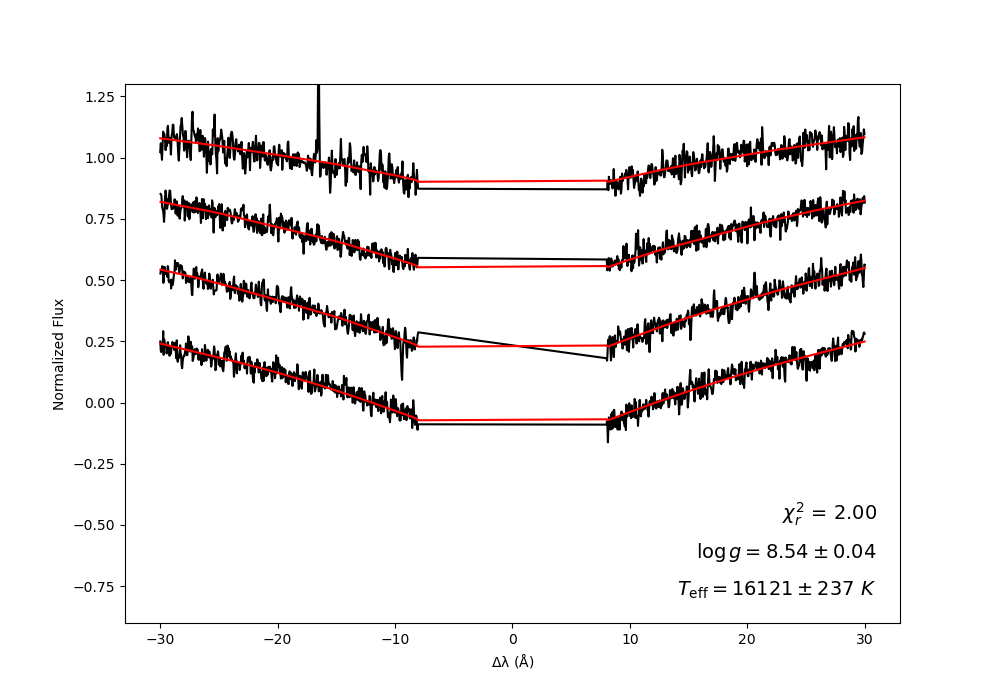 1.25
1.00
0.75
0.50
0.25
0.00
−0.25
−0.50
−0.75
Normalized Flux
χ²ᵣ = 2.00
log g = 8.54 ± 0.04
T_eff = 16121 ± 237 K
−30 −20 −10 0 10 20 30
Δλ (Å)